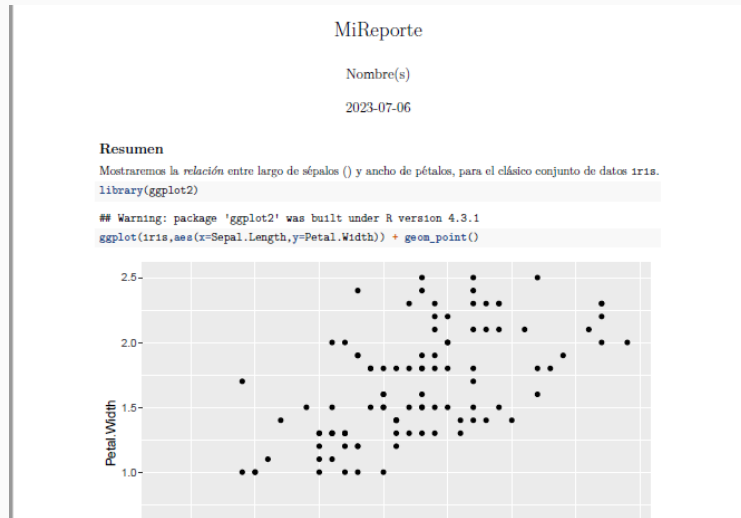 MiReporte
Nombre(s)
2023-07-06
Resumen
Mostraremos la relación entre largo de sépalos () y ancho de pétalos, para el clásico conjunto de datos iris.
library(ggplot2)
## Warning: package 'ggplot2' was built under R version 4.3.1
ggplot(iris,aes(x=Sepal.Length,y=Petal.Width)) + geom_point()
2.5
2.0
1.5
1.0
Petal.Width